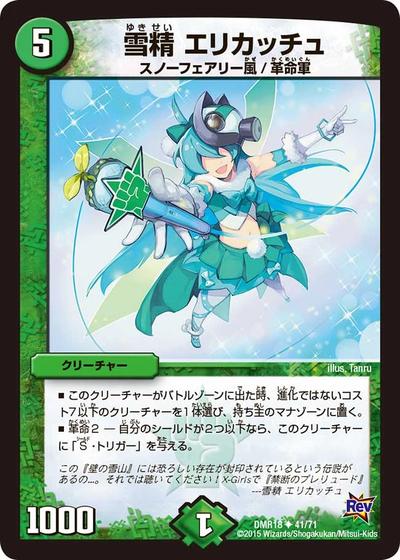 5
ゆきせい
雪精 エリカッチュ
かぜ かくめいぐん
スノーフェアリー風 / 革命軍
クリーチャー
illus. Tanru
■ このクリーチャーがバトルゾーンに出た時、進化ではないコス
ト7以下のクリーチャーを1体選び、持ち主のマナゾーンに置く。
■ 革命2 ― 自分のシールドが2つ以下なら、このクリーチャー
に「S・トリガー」を与える。
この『壁の雪山』には恐ろしい存在が封印されているという伝説
があるの…。それでは聴いてください！X-Girlsで『禁断のプレリュード』
---雪精 エリカッチュ
Rev
1000
1
DMR18 ◆ 41/71
©2015 Wizards/Shogakukan/Mitsui-Kids